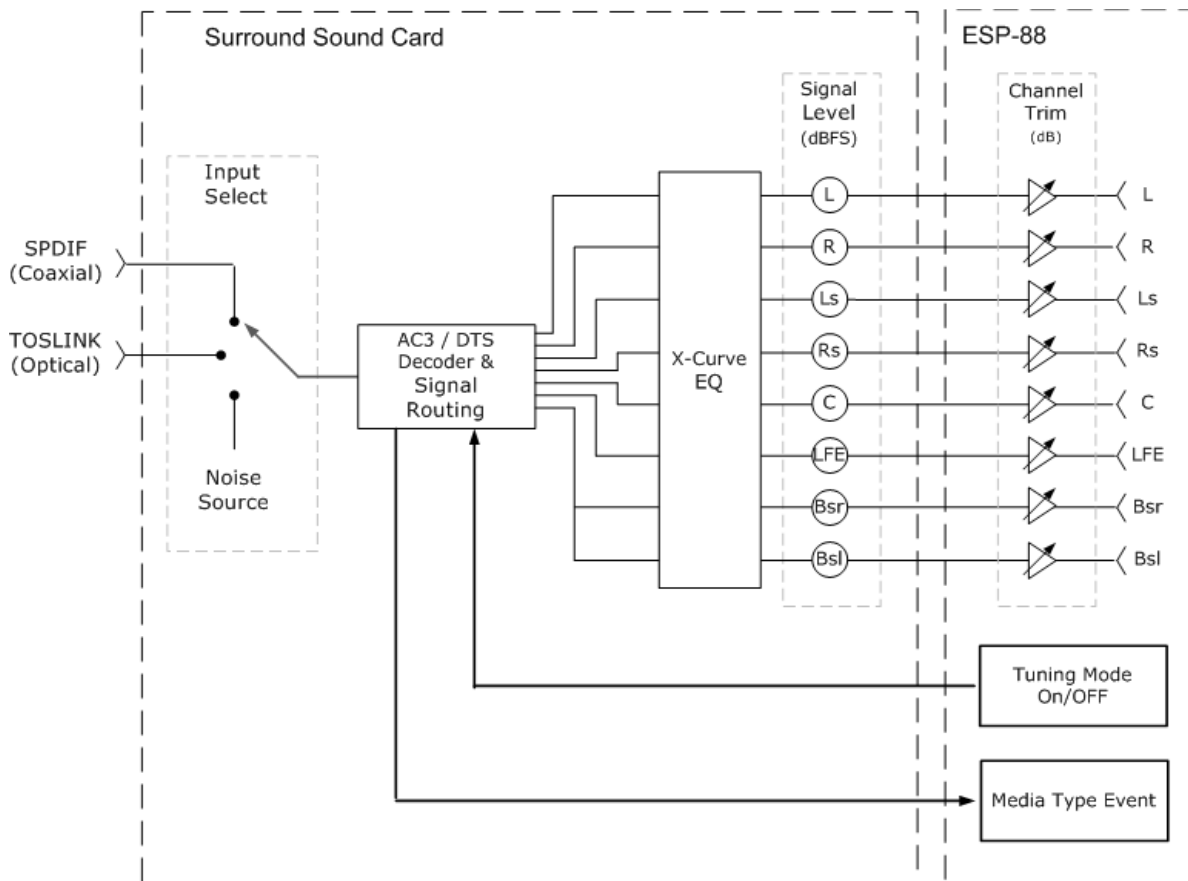 Surround Sound Card
ESP-88
Signal
Level
(dBFS)
Channel
Trim
(dB)
Input
Select
SPDIF
(Coaxial)
TOSLINK
(Optical)
Noise
Source
AC3 / DTS
Decoder &
Signal
Routing
X-Curve
EQ
L
R
Ls
Rs
C
LFE
Bsr
Bsl
L
R
Ls
Rs
C
LFE
Bsr
Bsl
Tuning Mode
On/OFF
Media Type Event